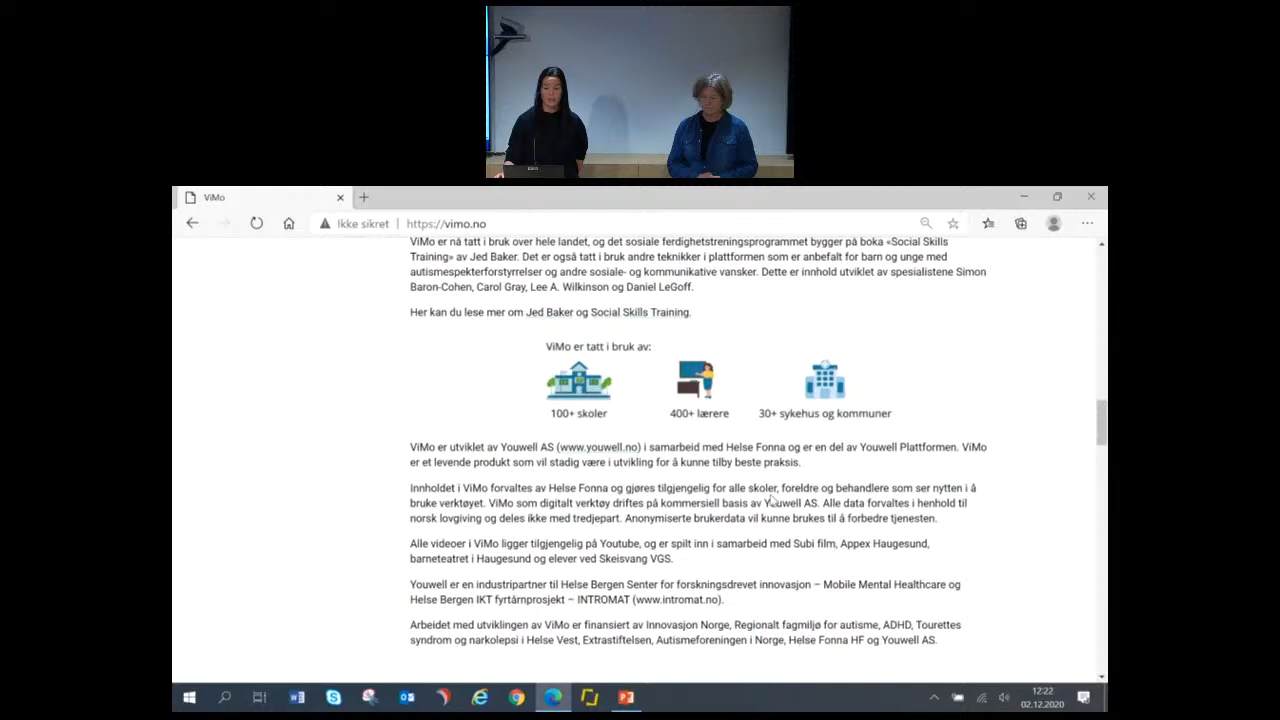 ViMo
Ikke sikret
https://vimo.no
ViMo er nå tatt i bruk over hele landet, og det sosiale ferdighetstreningsprogrammet bygger på boka «Social Skills
Training» av Jed Baker. Det er også tatt i bruk andre teknikker i plattformen som er anbefalt for barn og unge med
autismespekterforstyrrelser og andre sosiale- og kommunikative vansker. Dette er innhold utviklet av spesialistene Simon
Baron-Cohen, Carol Gray, Lee A. Wilkinson og Daniel LeGoff.
Her kan du lese mer om Jed Baker og Social Skills Training.
ViMo er tatt i bruk av:
100+ skoler
400+ lærere
30+ sykehus og kommuner
ViMo er utviklet av Youwell AS (www.youwell.no) i samarbeid med Helse Fonna og er en del av Youwell Plattformen. ViMo
er et levende produkt som vil stadig være i utvikling for å kunne tilby beste praksis.
Innholdet i ViMo forvaltes av Helse Fonna og gjøres tilgjengelig for alle skoler, foreldre og behandlere som ser nytten i å
bruke verktøyet. ViMo som digitalt verktøy driftes på kommersiell basis av Youwell AS. Alle data forvaltes i henhold til
norsk lovgiving og deles ikke med tredjepart. Anonymiserte brukerdata vil kunne brukes til å forbedre tjenesten.
Alle videoer i ViMo ligger tilgjengelig på Youtube, og er spilt inn i samarbeid med Subi film, Appex Haugesund,
barneteatret i Haugesund og elever ved Skeisvang VGS.
Youwell er en industripartner til Helse Bergen Senter for forskningsdrevet innovasjon – Mobile Mental Healthcare og
Helse Bergen IKT fyrtårnprosjekt – INTROMAT (www.intromat.no).
Arbeidet med utviklingen av ViMo er finansiert av Innovasjon Norge, Regionalt fagmiljø for autisme, ADHD, Tourettes
syndrom og narkolepsi i Helse Vest, Extrastiftelsen, Autismeforeningen i Norge, Helse Fonna HF og Youwell AS.
12:22
02.12.2020